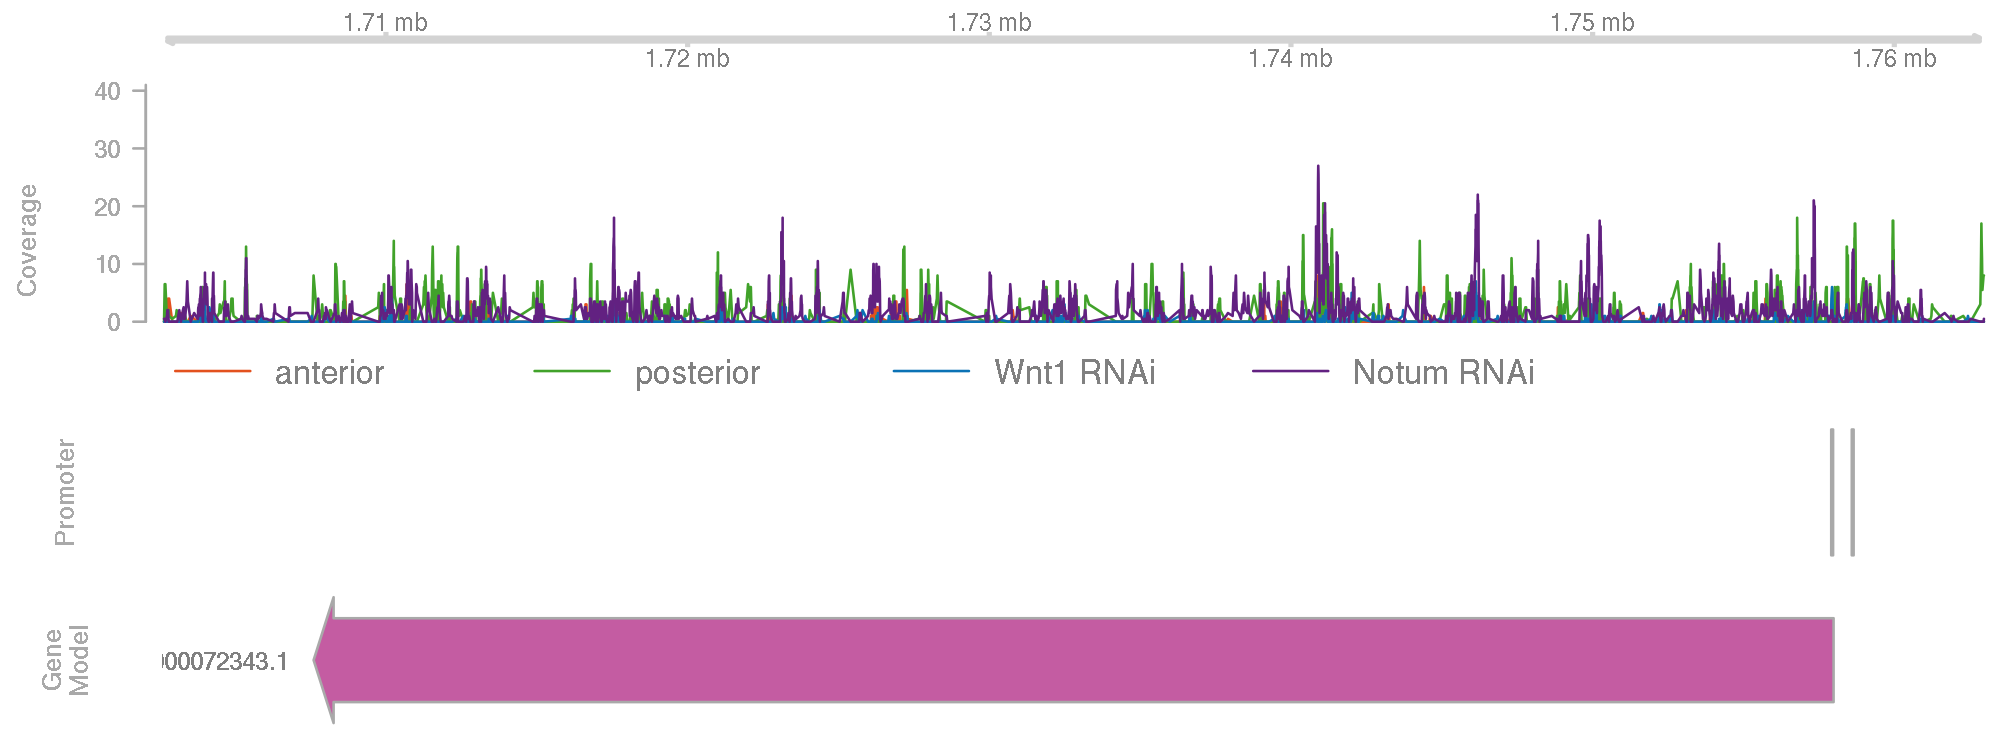 1.71 mb 1.73 mb 1.75 mb
1.72 mb 1.74 mb 1.76 mb
Coverage
40
30
20
10
0
anterior posterior Wnt1 RNAi Notum RNAi
Promoter
Gene
Model
000072343.1